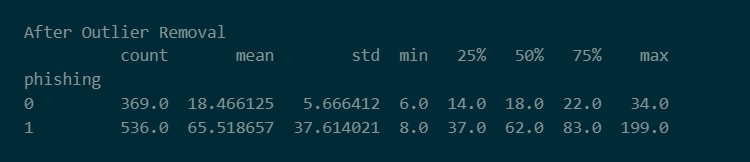 After Outlier Removal
count mean std min 25% 50% 75% max
phishing
0 369.0 18.466125 5.666412 6.0 14.0 18.0 22.0 34.0
1 536.0 65.518657 37.614021 8.0 37.0 62.0 83.0 199.0